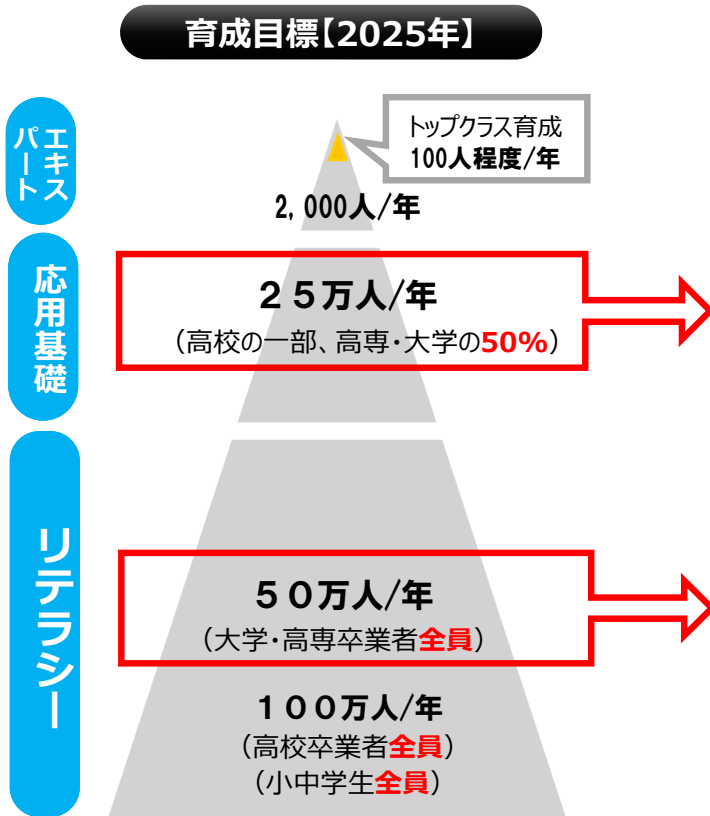 育成目標【2025年】
エキス
パート
トップクラス育成
100人程度/年
2,000人/年
応用基礎
25万人/年
(高校の一部、高専・大学の50%)
リテラシー
50万人/年
(大学・高専卒業者全員)
100万人/年
(高校卒業者全員)
(小中学生全員)